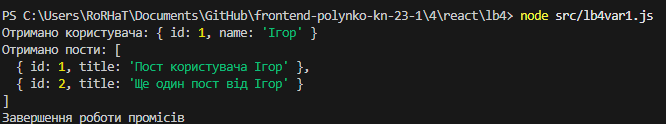 PS C:\Users\RoRHaT\Documents\GitHub\frontend-polynko-kn-23-1\4\react\lb4> node src/lb4var1.js
Отримано користувача: { id: 1, name: 'Ігор' }
Отримано пости: [
  { id: 1, title: 'Пост користувача Ігор' },
  { id: 2, title: 'Ще один пост від Ігор' }
]
Завершення роботи промісів